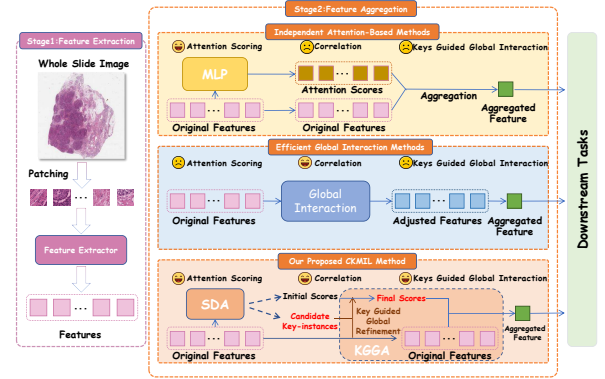 Stage1:Feature Extraction
Whole Slide Image
Patching
Feature Extractor
Features
Stage2:Feature Aggregation
Independent Attention-Based Methods
Attention Scoring
Correlation
Keys Guided Global Interaction
MLP
Attention Scores
Original Features
Original Features
Aggregation
Aggregated
Feature
Efficient Global Interaction Methods
Attention Scoring
Correlation
Keys Guided Global Interaction
Original Features
Global
Interaction
Adjusted Features
Aggregated
Feature
Our Proposed CKMIL Method
Attention Scoring
Correlation
Keys Guided Global Interaction
SDA
Initial Scores
Candidate
Key-instances
Final Scores
Key Guided
Global
Refinement
KGGA
Original Features
Original Features
Aggregated
Feature
Downstream Tasks